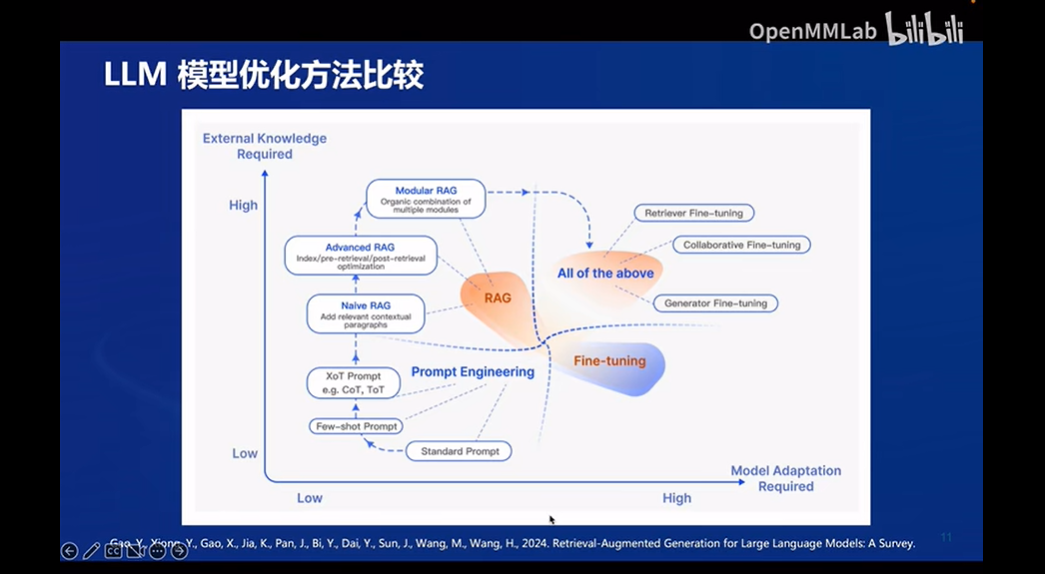 OpenMMLab bilibili
LLM 模型优化方法比较
External Knowledge
Required
High
Modular RAG
Organic combination of
multiple modules
Retriever Fine-tuning
Advanced RAG
Index/pre-retrieval/post-retrieval
optimization
Collaborative Fine-tuning
All of the above
RAG
Naive RAG
Add relevant contextual
paragraphs
Generator Fine-tuning
Fine-tuning
XoT Prompt
e.g. CoT, ToT
Prompt Engineering
Few-shot Prompt
Low
Standard Prompt
Model Adaptation
Required
Low
High
Gao, Y., Xiong, Y., Gao, X., Jia, K., Pan, J., Bi, Y., Dai, Y., Sun, J., Wang, M., Wang, H., 2024. Retrieval-Augmented Generation for Large Language Models: A Survey.
CC
11